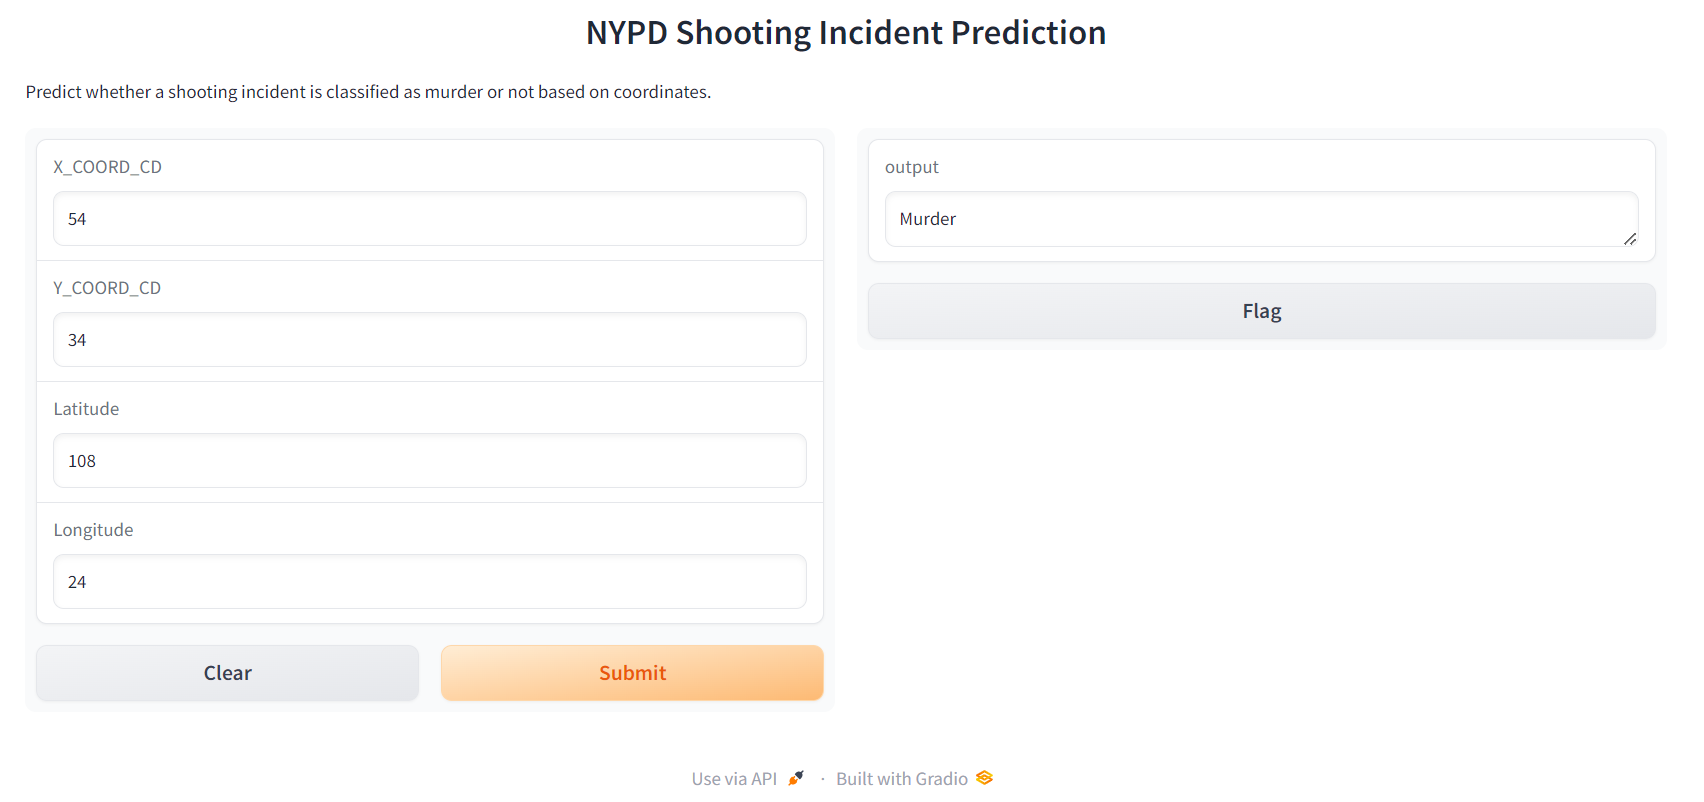 NYPD Shooting Incident Prediction
Predict whether a shooting incident is classified as murder or not based on coordinates.
X_COORD_CD
54
Y_COORD_CD
34
Latitude
108
Longitude
24
Clear
Submit
output
Murder
Flag
Use via API · Built with Gradio